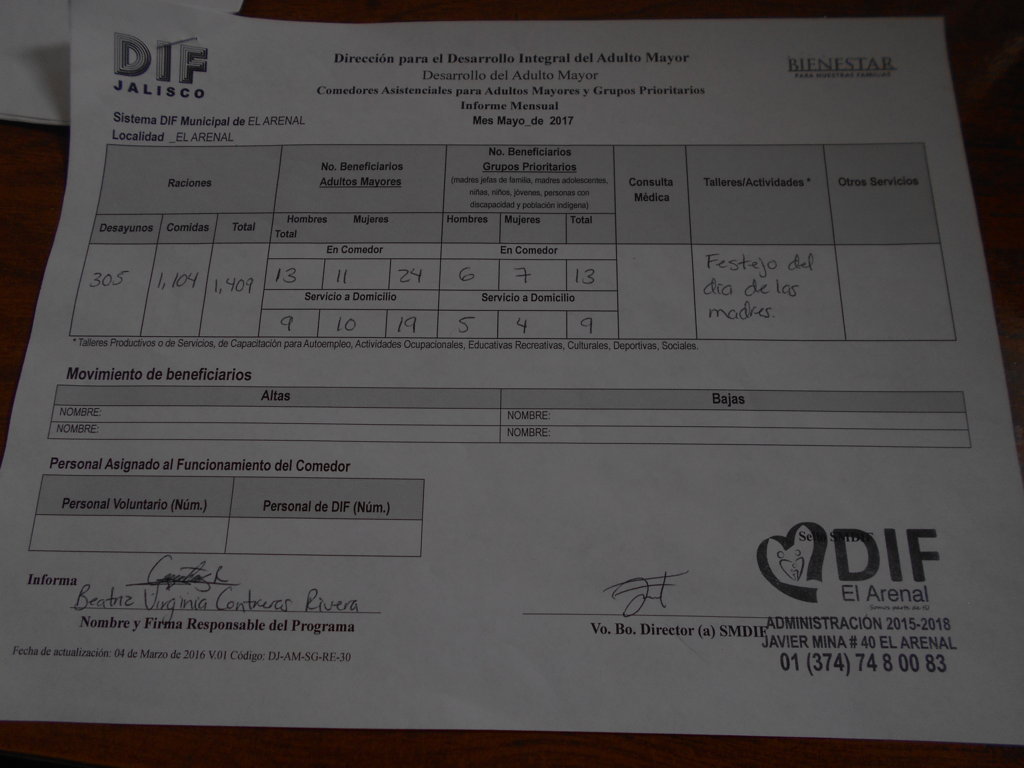 DIF
JALISCO
Dirección para el Desarrollo Integral del Adulto Mayor
Desarrollo del Adulto Mayor
Comedores Asistenciales para Adultos Mayores y Grupos Prioritarios
Informe Mensual
Mes Mayo_de 2017
BIENESTAR
PARA NUESTRAS FAMILIAS
Sistema DIF Municipal de EL ARENAL
Localidad _EL ARENAL
Raciones
No. Beneficiarios
Adultos Mayores
No. Beneficiarios
Grupos Prioritarios
(madres jefas de familia, madres adolescentes,
niñas, niños, jóvenes, personas con
discapacidad y población indígena)
Consulta
Médica
Talleres/Actividades *
Otros Servicios
Desayunos Comidas Total
Hombres Mujeres
Total
Hombres Mujeres Total
En Comedor En Comedor
305 1,104 1,409
13 11 24 6 7 13
Servicio a Domicilio Servicio a Domicilio
9 10 19 5 4 9
Festejo del
dia de las
madres.
* Talleres Productivos o de Servicios, de Capacitación para Autoempleo, Actividades Ocupacionales, Educativas Recreativas, Culturales, Deportivas, Sociales.
Movimiento de beneficiarios
Altas Bajas
NOMBRE: NOMBRE:
NOMBRE: NOMBRE:
Personal Asignado al Funcionamiento del Comedor
Personal Voluntario (Núm.) Personal de DIF (Núm.)
Informa
Beatriz Virginia Contreras Rivera
Nombre y Firma Responsable del Programa
Vo. Bo. Director (a) SMDIF
Sello SMDIF
DIF
El Arenal
Somos parte de ti
ADMINISTRACIÓN 2015-2018
JAVIER MINA # 40 EL ARENAL
01 (374) 74 8 00 83
Fecha de actualización: 04 de Marzo de 2016 V.01 Código: DJ-AM-SG-RE-30